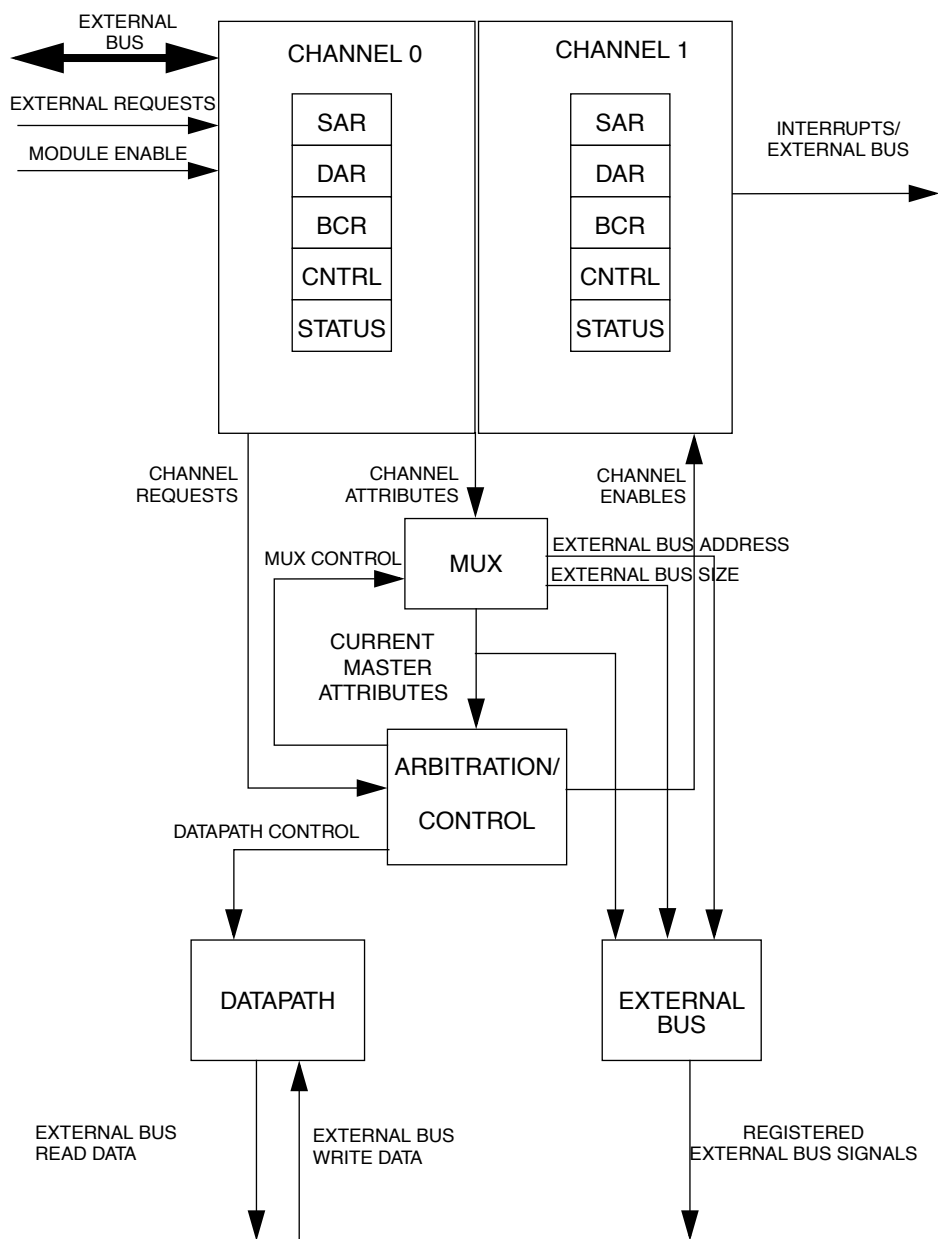 EXTERNAL
BUS
CHANNEL 0
CHANNEL 1
EXTERNAL REQUESTS
MODULE ENABLE
SAR
DAR
BCR
CNTRL
STATUS
SAR
DAR
BCR
CNTRL
STATUS
INTERRUPTS/
EXTERNAL BUS
CHANNEL
REQUESTS
CHANNEL
ATTRIBUTES
CHANNEL
ENABLES
MUX CONTROL
MUX
EXTERNAL BUS ADDRESS
EXTERNAL BUS SIZE
CURRENT
MASTER
ATTRIBUTES
ARBITRATION/
CONTROL
DATAPATH CONTROL
DATAPATH
EXTERNAL
BUS
EXTERNAL BUS
READ DATA
EXTERNAL BUS
WRITE DATA
REGISTERED
EXTERNAL BUS SIGNALS